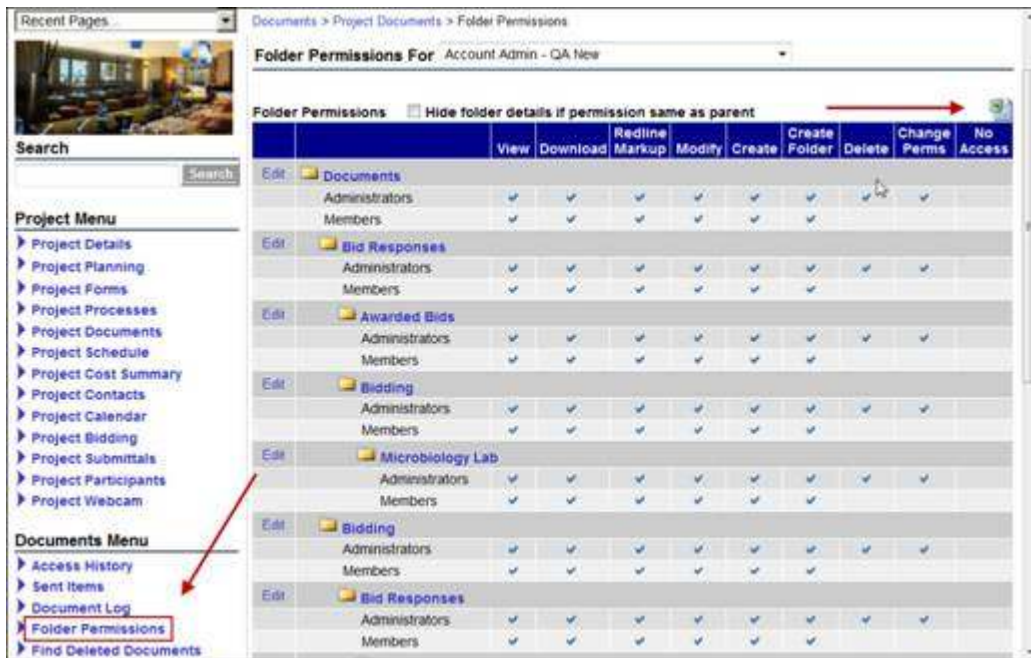 Recent Pages
Documents > Project Documents > Folder Permissions
Folder Permissions For Account Admin - QA New
Folder Permissions Hide folder details if permission same as parent
View Download Redline Markup Modify Create Create Folder Delete Change Perms No Access
Search
Search
Project Menu
Project Details
Project Planning
Project Forms
Project Processes
Project Documents
Project Schedule
Project Cost Summary
Project Contacts
Project Calendar
Project Bidding
Project Submittals
Project Participants
Project Webcam
Documents Menu
Access History
Sent Items
Document Log
Folder Permissions
Find Deleted Documents
Edit Documents
Administrators
Members
Edit Bid Responses
Administrators
Members
Edit Awarded Bids
Administrators
Members
Edit Bidding
Administrators
Members
Edit Microbiology Lab
Administrators
Members
Edit Bidding
Administrators
Members
Edit Bid Responses
Administrators
Members